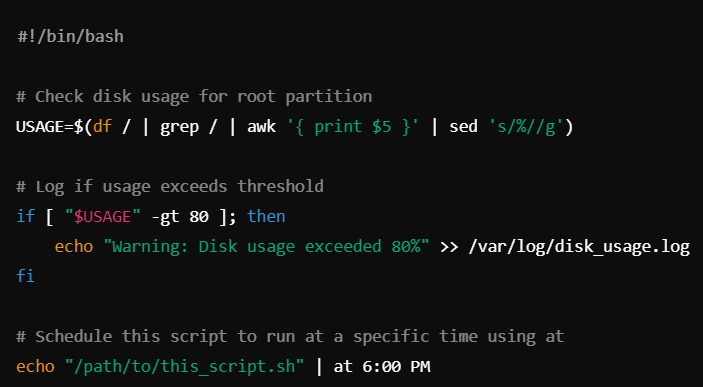 #!/bin/bash
# Check disk usage for root partition
USAGE=$(df / | grep / | awk '{ print $5 }' | sed 's/%//g')
# Log if usage exceeds threshold
if [ "$USAGE" -gt 80 ]; then
    echo "Warning: Disk usage exceeded 80%" >> /var/log/disk_usage.log
fi
# Schedule this script to run at a specific time using at
echo "/path/to/this_script.sh" | at 6:00 PM